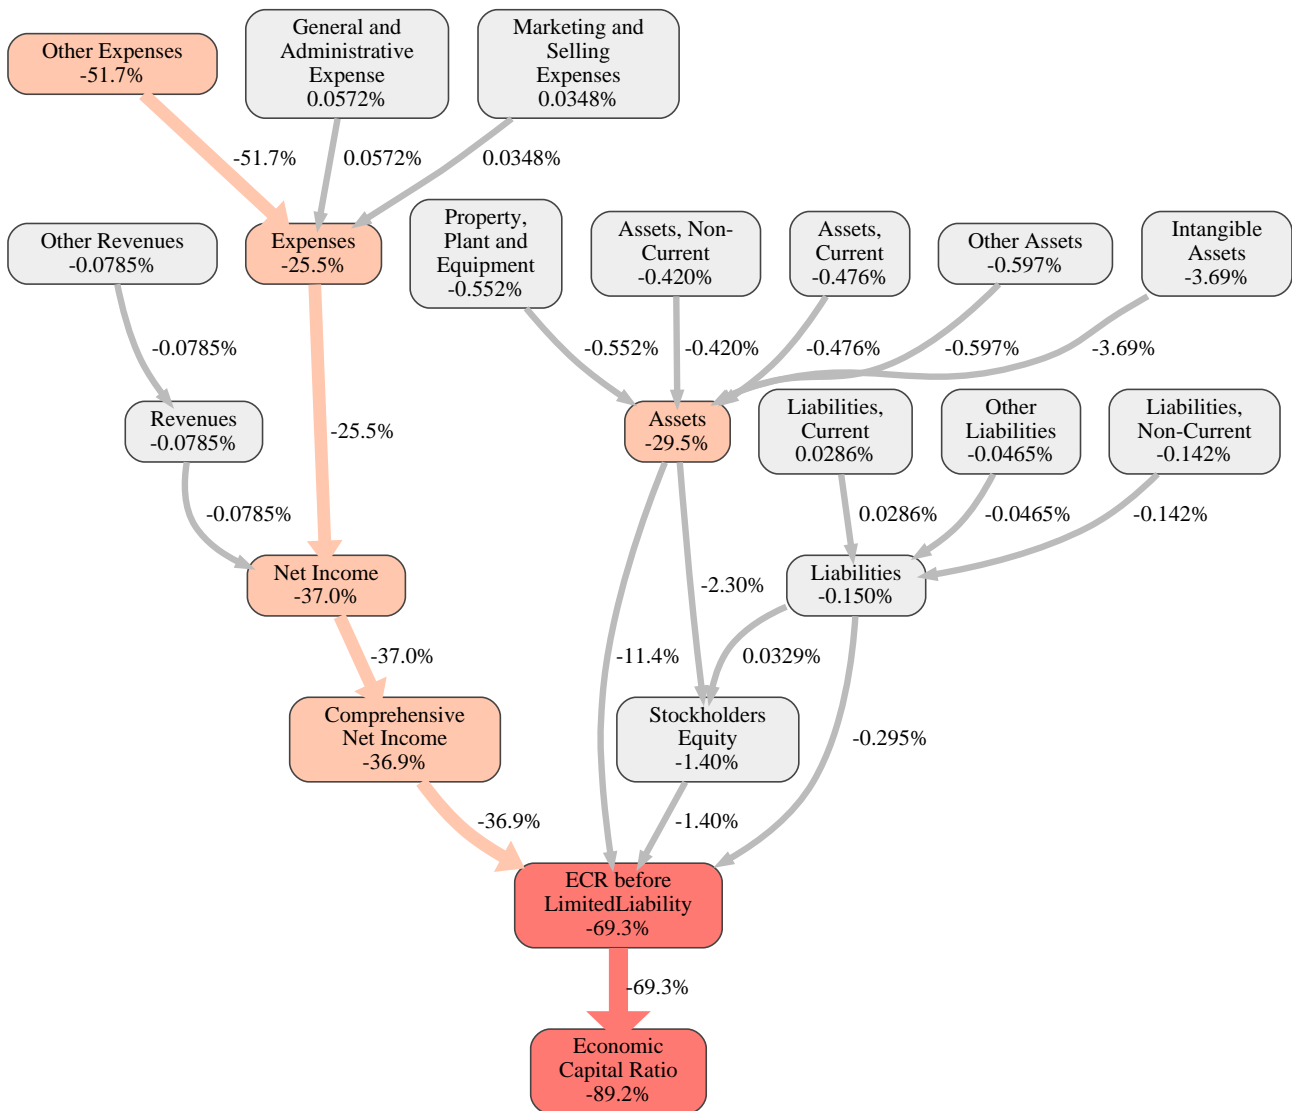 Other Expenses
-51.7%
General and
Administrative
Expense
0.0572%
Marketing and
Selling
Expenses
0.0348%
-51.7%
0.0572%
0.0348%
Other Revenues
-0.0785%
Expenses
-25.5%
Property,
Plant and
Equipment
-0.552%
Assets, Non-
Current
-0.420%
Assets,
Current
-0.476%
Other Assets
-0.597%
Intangible
Assets
-3.69%
-0.0785%
-0.552%
-0.420%
-0.476%
-0.597%
-3.69%
Revenues
-0.0785%
-25.5%
Assets
-29.5%
Liabilities,
Current
0.0286%
Other
Liabilities
-0.0465%
Liabilities,
Non-Current
-0.142%
-0.0785%
0.0286%
-0.0465%
-0.142%
Net Income
-37.0%
-2.30%
Liabilities
-0.150%
-37.0%
-11.4%
0.0329%
Comprehensive
Net Income
-36.9%
Stockholders
Equity
-1.40%
-0.295%
-36.9%
-1.40%
ECR before
LimitedLiability
-69.3%
-69.3%
Economic
Capital Ratio
-89.2%